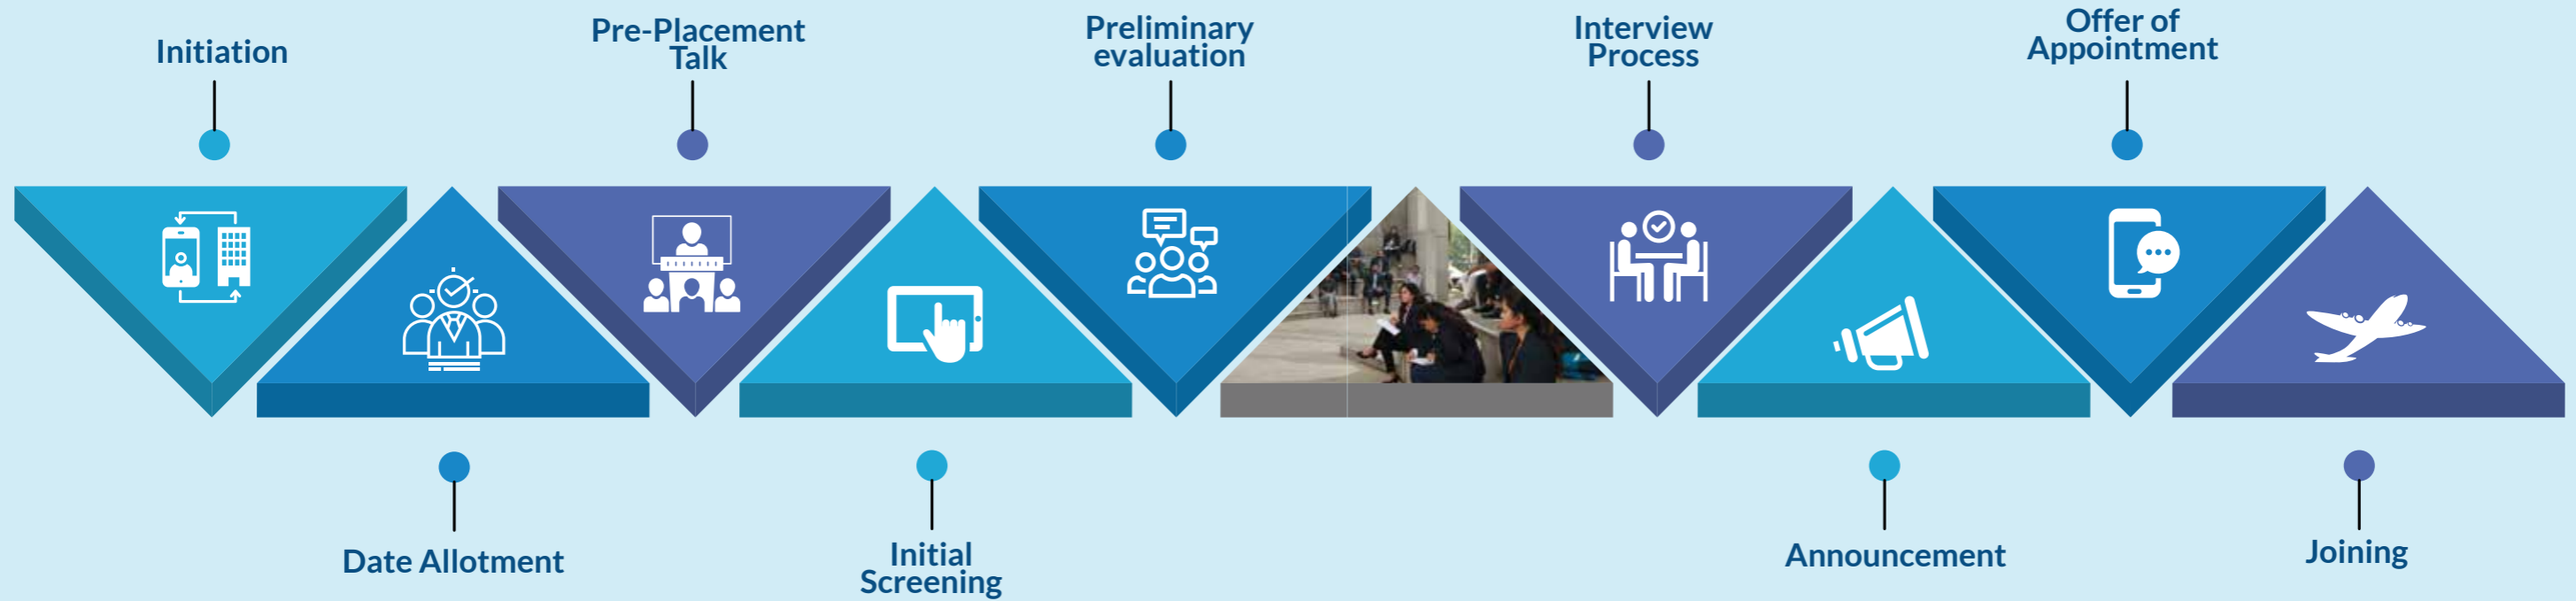 Initiation
Date Allotment
Pre-Placement
Talk
Initial
Screening
Preliminary
evaluation
Interview
Process
Announcement
Offer of
Appointment
Joining